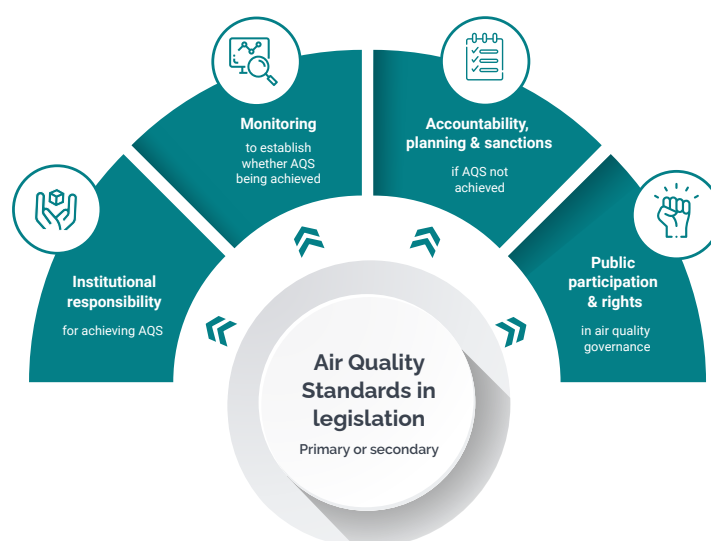 Institutional
responsibility
for achieving AQS
Monitoring
to establish
whether AQS
being achieved
Accountability,
planning & sanctions
if AQS not
achieved
Public
participation
& rights
in air quality
governance
Air Quality
Standards in
legislation
Primary or secondary